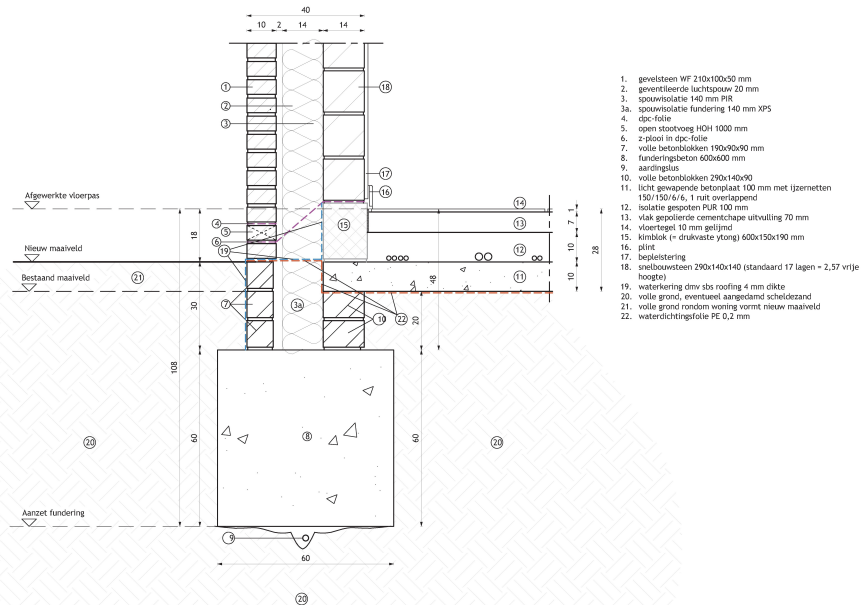 40
10 2 14 14
1
2
3
18
17
16
1. gevelsteen WF 210x100x50 mm
2. geventileerde luchtspouw 20 mm
3. spouwisolatie 140 mm PIR
3a. spouwisolatie fundering 140 mm XPS
4. dpc-folie
5. open stootvoeg HOH 1000 mm
6. z-plooi in dpc-folie
7. volle betonblokken 190x90x90 mm
8. funderingsbeton 600x600 mm
9. aardingslus
10. volle betonblokken 290x140x90
11. licht gewapende betonplaat 100 mm met ijzernetten
150/150/6/6, 1 ruit overlappend
12. isolatie gespoten PUR 100 mm
13. vlak gepolierde cementchape uitvulling 70 mm
14. vloertegel 10 mm gelijmd
15. kimblok (= drukvaste ytong) 600x150x190 mm
16. plint
17. bepleistering
18. snelbouwsteen 290x140x140 (standaard 17 lagen = 2,57 vrije
hoogte)
19. waterkering dmv sbs roofing 4 mm dikte
20. volle grond, eventueel aangedamd scheldezand
21. volle grond rondom woning vormt nieuw maaiveld
22. waterdichtingsfolie PE 0,2 mm
Afgewerkte vloerpas
14
1
4
15
13
7
5
18
6
28
Nieuw maaiveld
19
12
10
21
48
Bestaand maaiveld
11
10
3a
22
7
30
10
20
108
60
8
60
20
20
Aanzet fundering
9
60
20